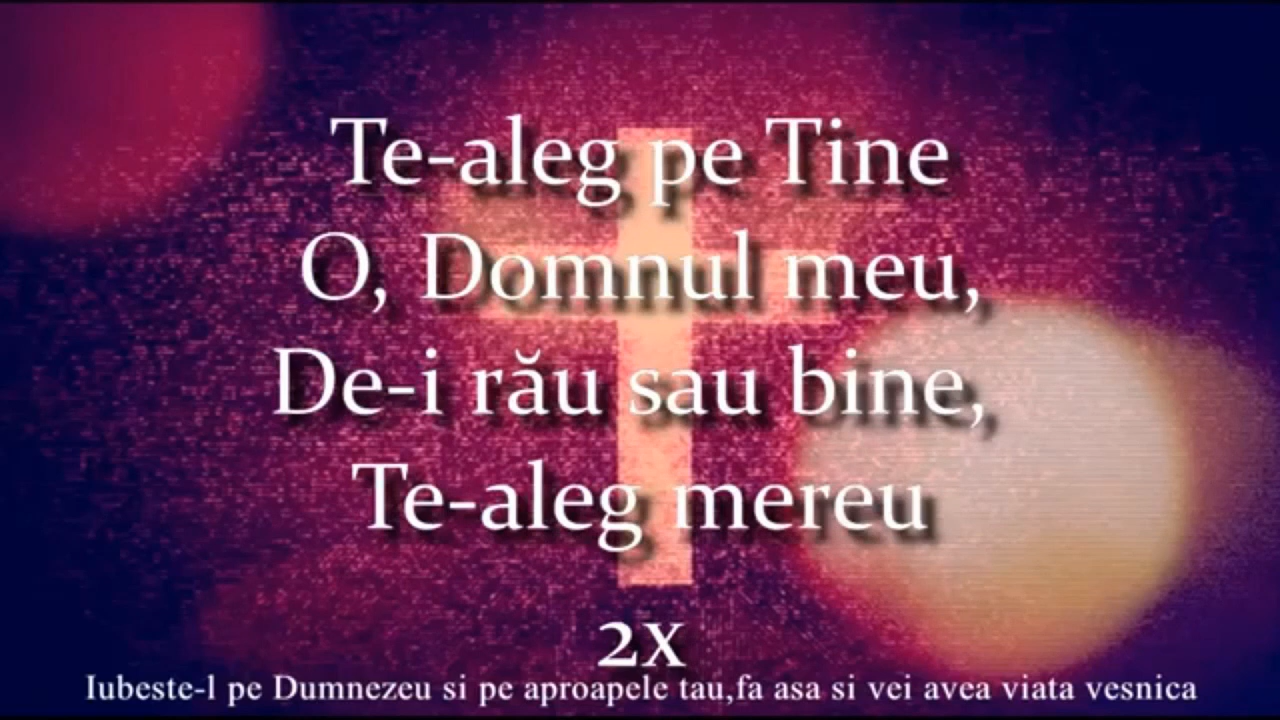 Te-aleg pe Tine
O, Domnul meu,
De-i rău sau bine,
Te-aleg mereu
2x
Iubeste-l pe Dumnezeu si pe aproapele tau,fa asa si vei avea viata vesnica